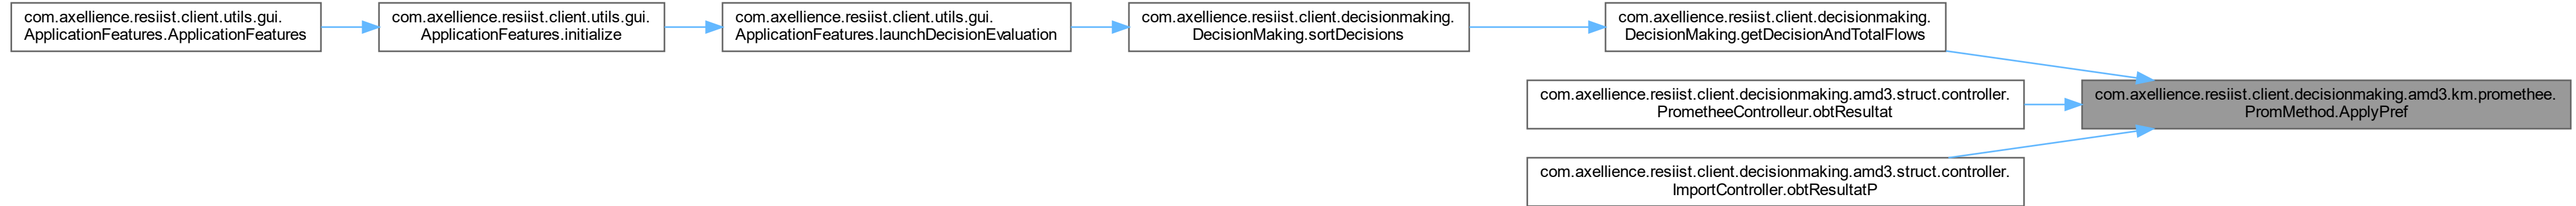 com.axellience.resiist.client.utils.gui.
ApplicationFeatures.ApplicationFeatures
com.axellience.resiist.client.utils.gui.
ApplicationFeatures.initialize
com.axellience.resiist.client.utils.gui.
ApplicationFeatures.launchDecisionEvaluation
com.axellience.resiist.client.decisionmaking.
DecisionMaking.sortDecisions
com.axellience.resiist.client.decisionmaking.
DecisionMaking.getDecisionAndTotalFlows
com.axellience.resiist.client.decisionmaking.amd3.struct.controller.
PrometheeControlleur.obtResultat
com.axellience.resiist.client.decisionmaking.amd3.km.promethee.
PromMethod.ApplyPref
com.axellience.resiist.client.decisionmaking.amd3.struct.controller.
ImportController.obtResultatP